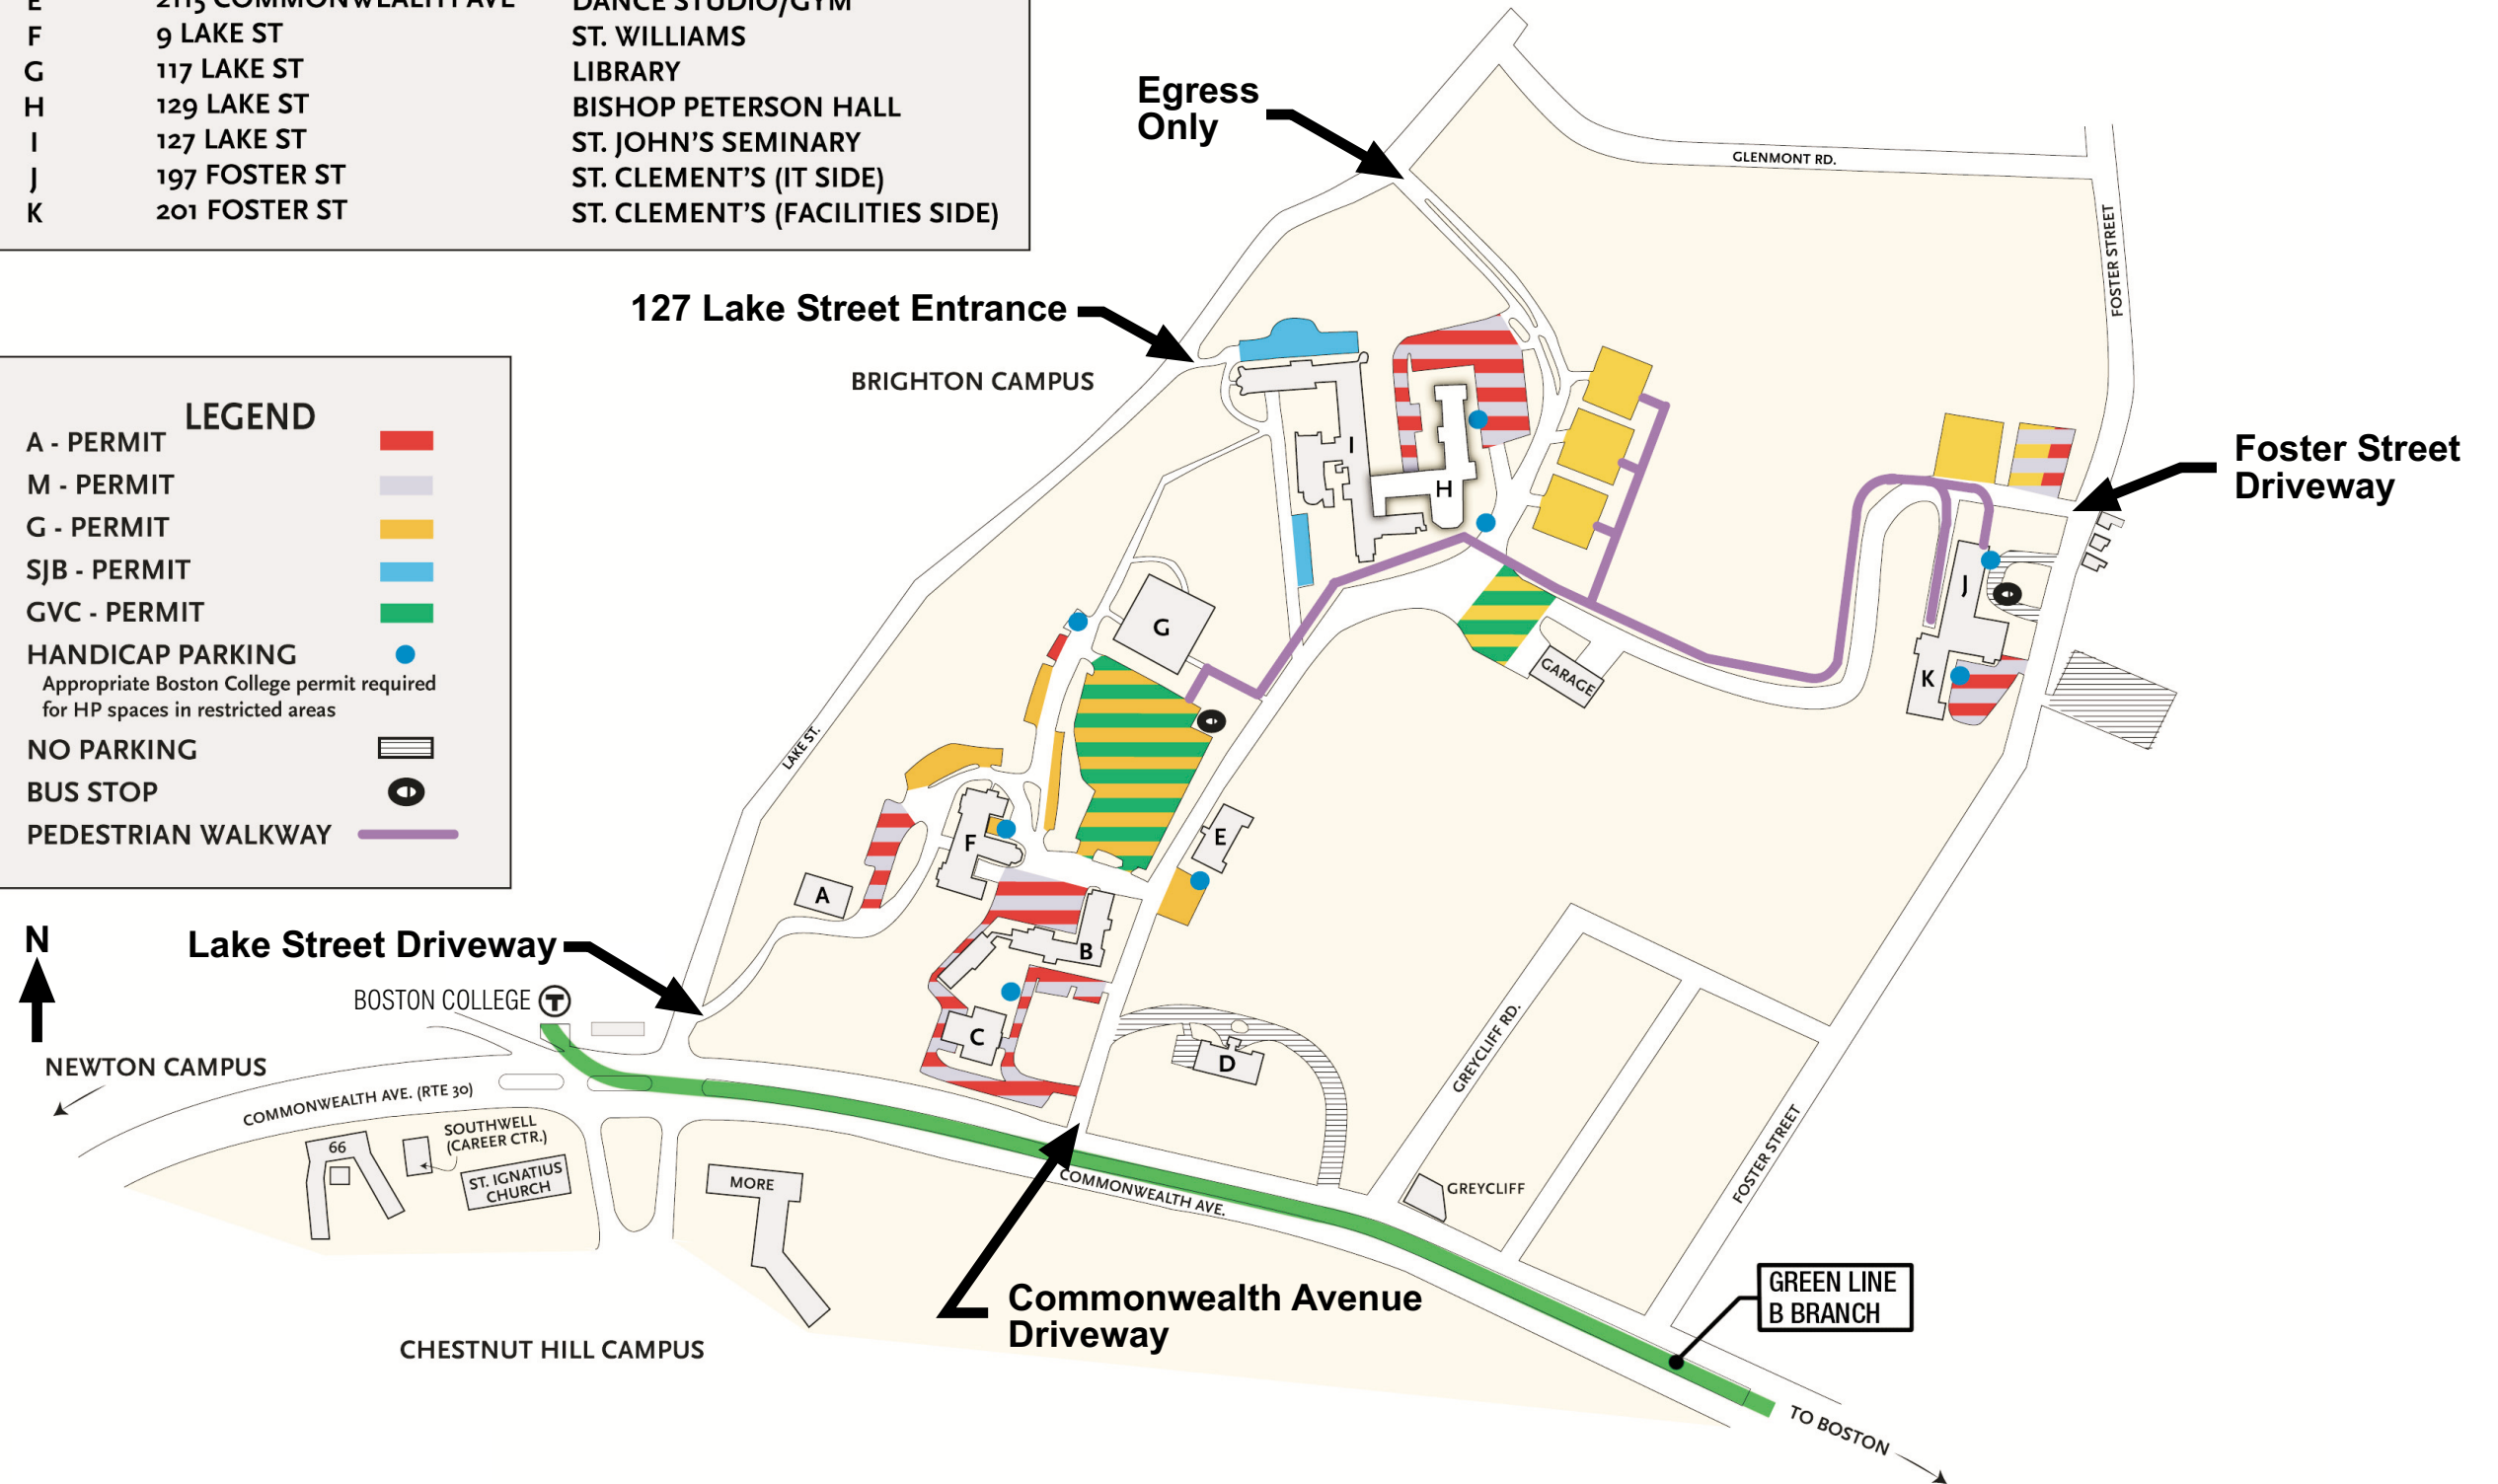 E 2115 COMMONWEALTH AVE DANCE STUDIO/GYM
F 9 LAKE ST ST. WILLIAMS
G 117 LAKE ST LIBRARY
H 129 LAKE ST BISHOP PETERSON HALL
I 127 LAKE ST ST. JOHN'S SEMINARY
J 197 FOSTER ST ST. CLEMENT'S (IT SIDE)
K 201 FOSTER ST ST. CLEMENT'S (FACILITIES SIDE)
Egress
Only
GLENMONT RD.
FOSTER STREET
127 Lake Street Entrance
BRIGHTON CAMPUS
LEGEND
A - PERMIT
M - PERMIT
G - PERMIT
SJB - PERMIT
GVC - PERMIT
HANDICAP PARKING
Appropriate Boston College permit required
for HP spaces in restricted areas
NO PARKING
BUS STOP
PEDESTRIAN WALKWAY
Foster Street
Driveway
I
H
J
G
GARAGE
K
LAKE ST.
E
F
A
B
C
D
N
Lake Street Driveway
BOSTON COLLEGE T
NEWTON CAMPUS
COMMONWEALTH AVE. (RTE 30)
66
SOUTHWELL
(CAREER CTR.)
ST. IGNATIUS
CHURCH
MORE
COMMONWEALTH AVE.
GREYCLIFF RD.
GREYCLIFF
FOSTER STREET
Commonwealth Avenue
Driveway
GREEN LINE
B BRANCH
CHESTNUT HILL CAMPUS
TO BOSTON